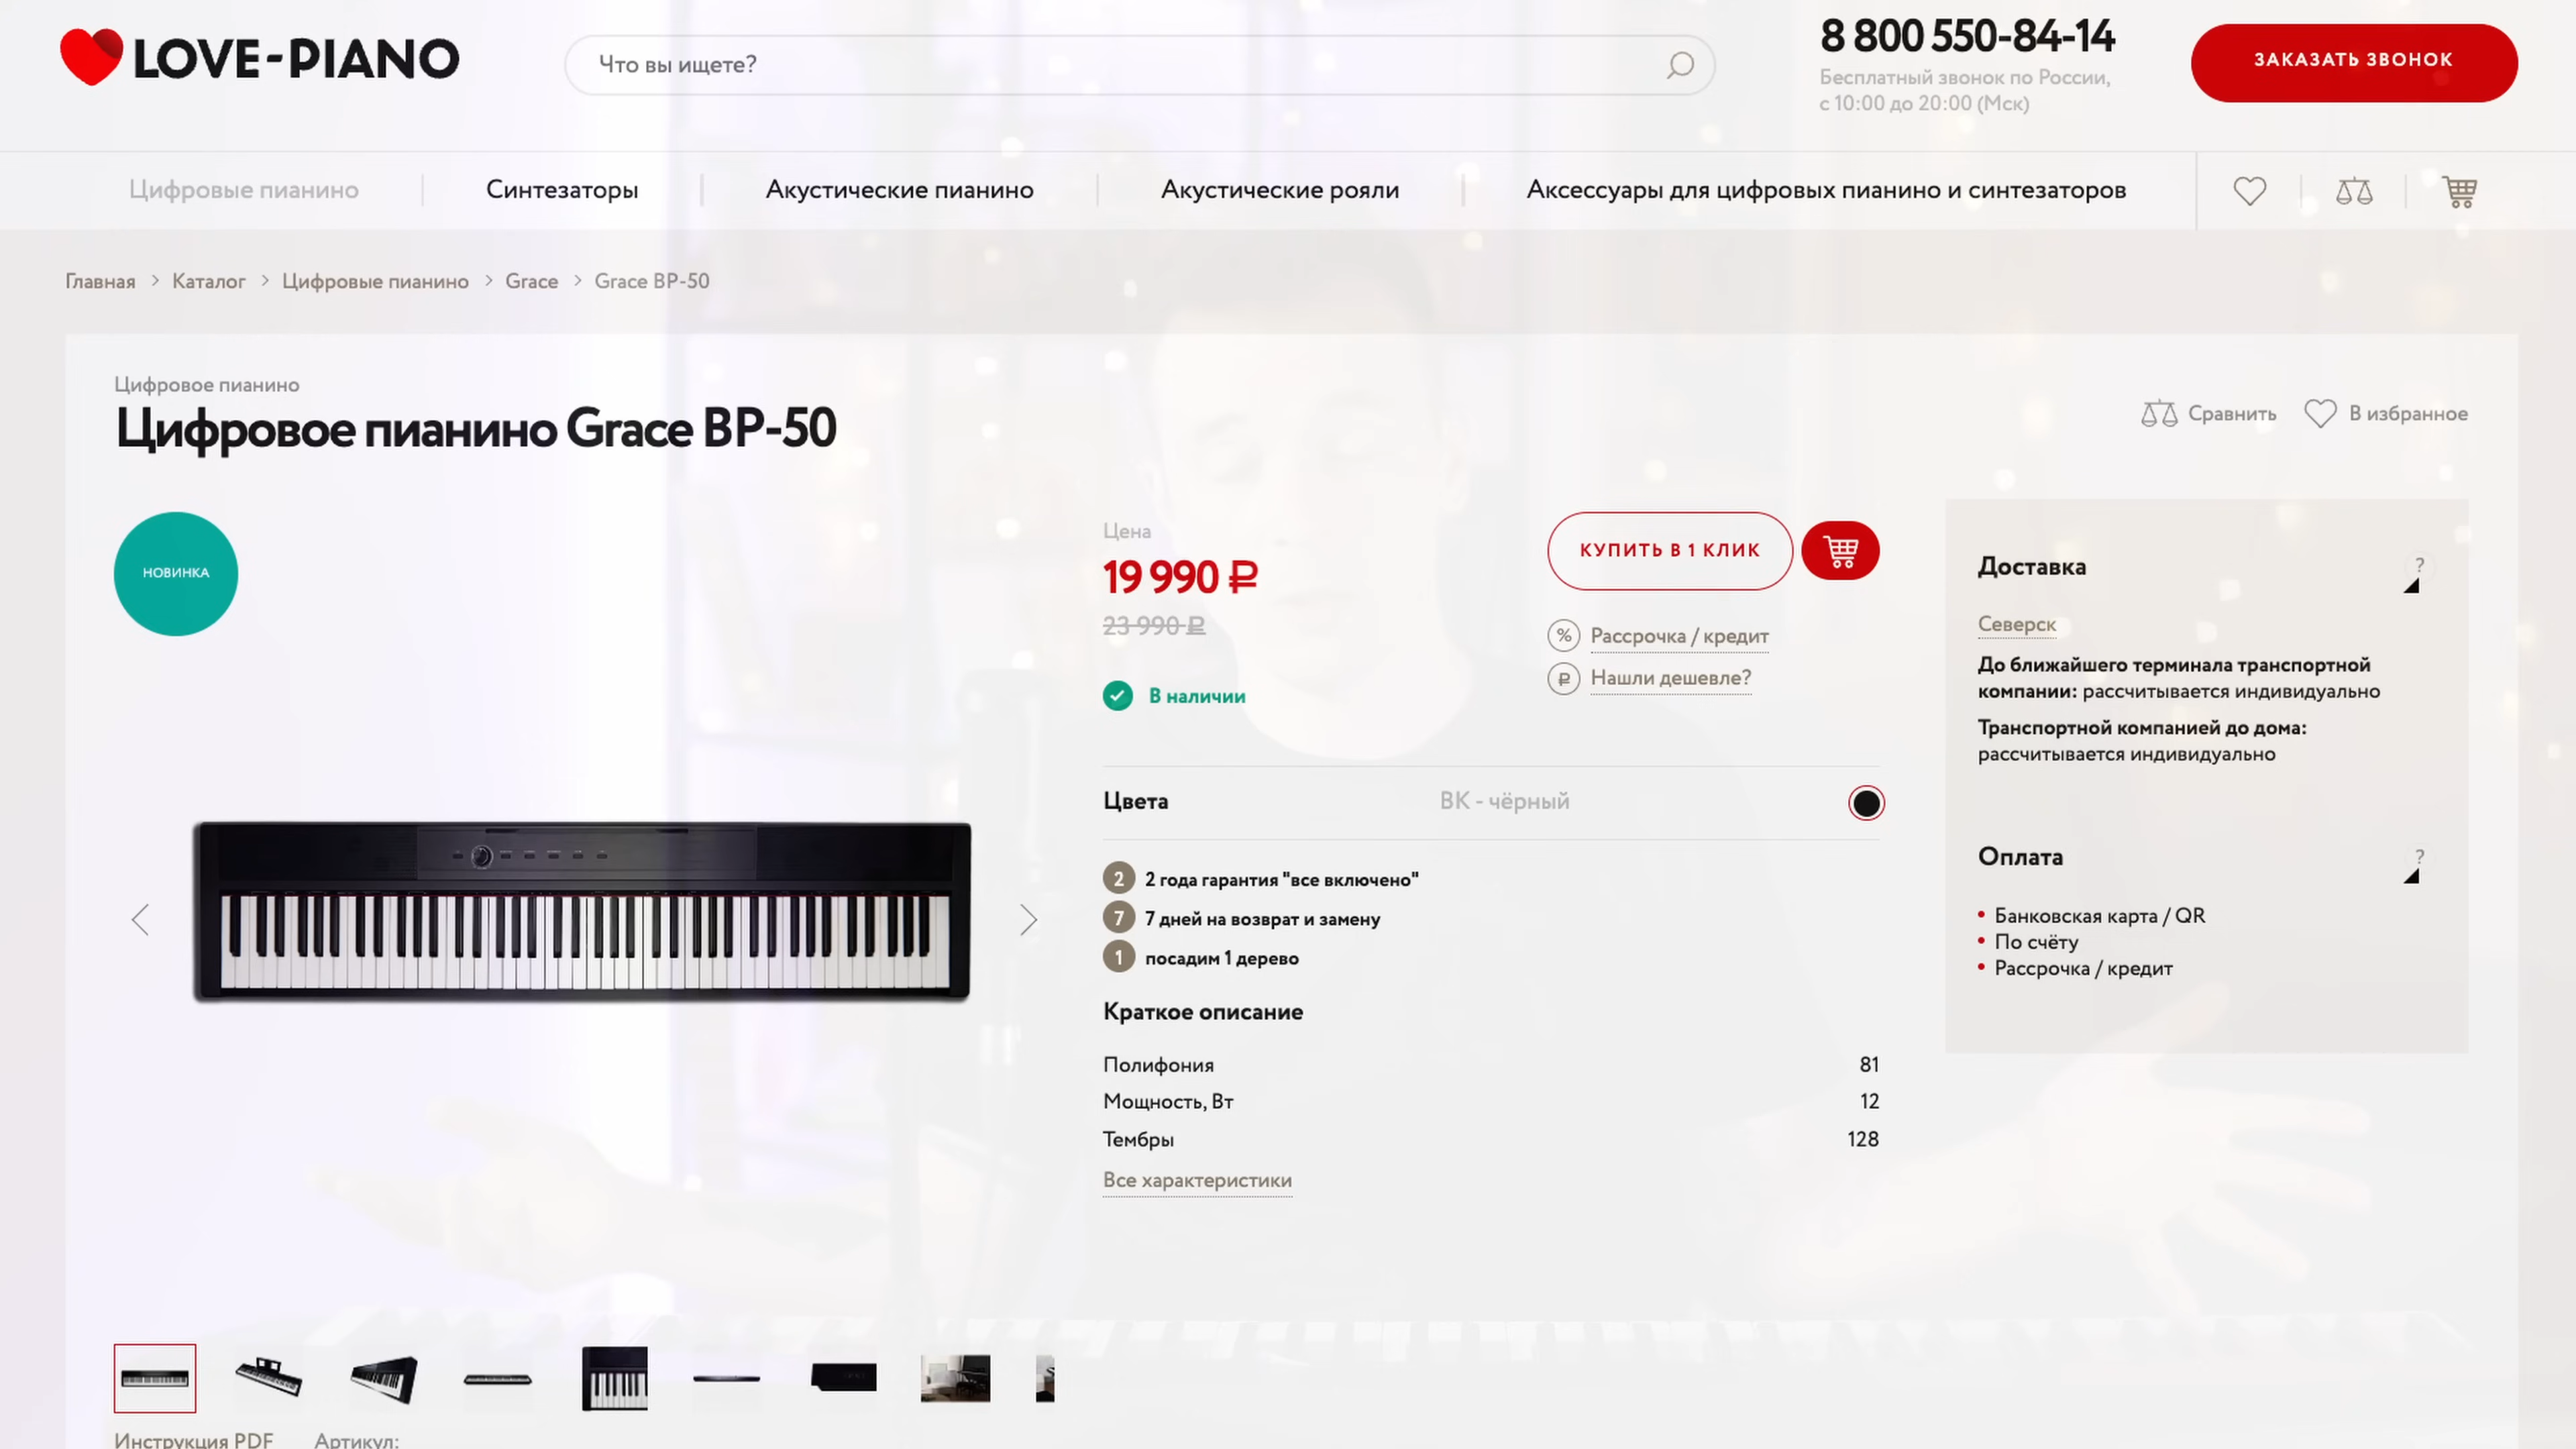 LOVE-PIANO
Что вы ищете?
8 800 550-84-14
Бесплатный звонок по России,
с 10:00 до 20:00 (Мск)
ЗАКАЗАТЬ ЗВОНОК
Цифровые пианино
Синтезаторы
Акустические пианино
Акустические рояли
Аксессуары для цифровых пианино и синтезаторов
Главная > Каталог > Цифровые пианино > Grace > Grace BP-50
Цифровое пианино
Цифровое пианино Grace BP-50
Сравнить
В избранное
НОВИНКА
Цена
19 990 ₽
23 990 ₽
В наличии
КУПИТЬ В 1 КЛИК
% Рассрочка / кредит
₽ Нашли дешевле?
Цвета
BK - чёрный
2 2 года гарантия "все включено"
7 7 дней на возврат и замену
1 посадим 1 дерево
Краткое описание
Полифония 81
Мощность, Вт 12
Тембры 128
Все характеристики
Доставка ?
Северск
До ближайшего терминала транспортной
компании: рассчитывается индивидуально
Транспортной компанией до дома:
рассчитывается индивидуально
Оплата ?
• Банковская карта / QR
• По счёту
• Рассрочка / кредит
Инструкция PDF
Артикул: